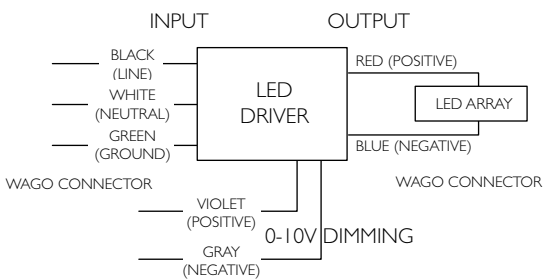 INPUT
OUTPUT
BLACK
(LINE)
WHITE
(NEUTRAL)
GREEN
(GROUND)
LED
DRIVER
RED (POSITIVE)
LED ARRAY
BLUE (NEGATIVE)
WAGO CONNECTOR
WAGO CONNECTOR
VIOLET
(POSITIVE)
0-10V DIMMING
GRAY
(NEGATIVE)